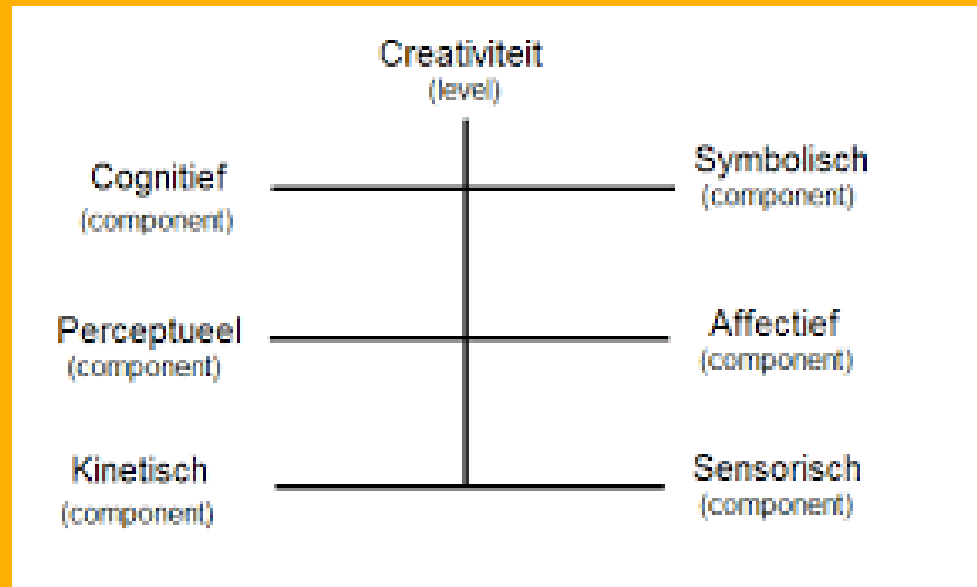 Creativiteit
(level)
Cognitief
(component)
Symbolisch
(component)
Perceptueel
(component)
Affectief
(component)
Kinetisch
(component)
Sensorisch
(component)